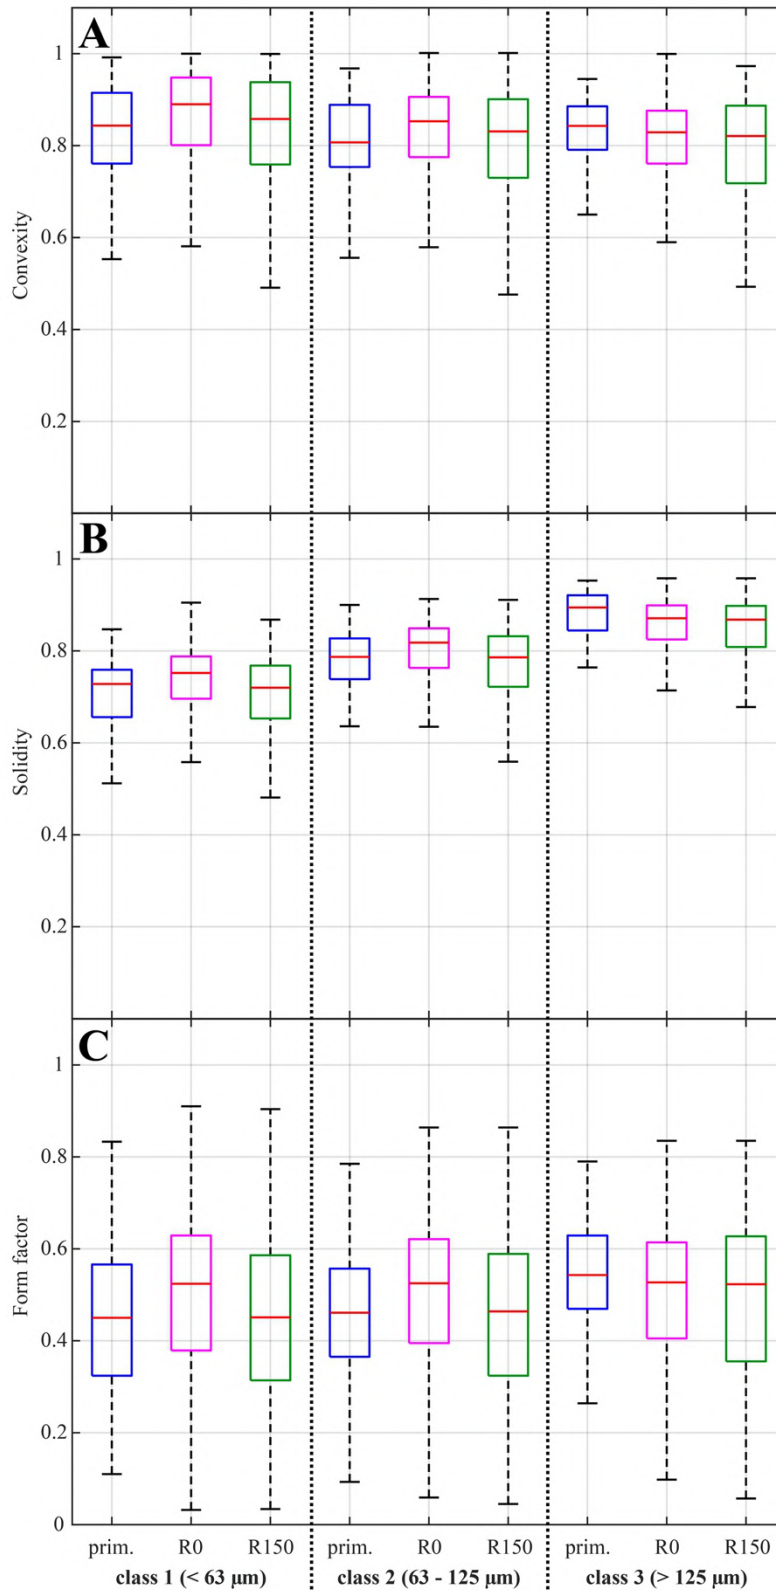 A
1
0.8
0.6
0.4
0.2
Convexity
B
1
0.8
0.6
0.4
0.2
Solidity
C
1
0.8
0.6
0.4
0.2
0
Form factor
prim. R0 R150 prim. R0 R150 prim. R0 R150
class 1 (< 63 µm) class 2 (63 - 125 µm) class 3 (> 125 µm)